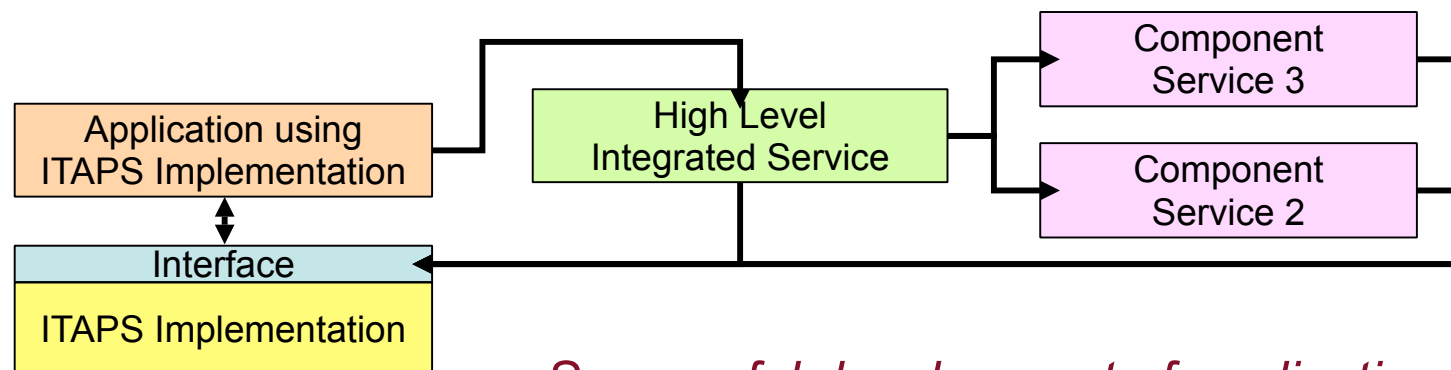 Component
Service 3
Application using
ITAPS Implementation
High Level
Integrated Service
Component
Service 2
Interface
ITAPS Implementation